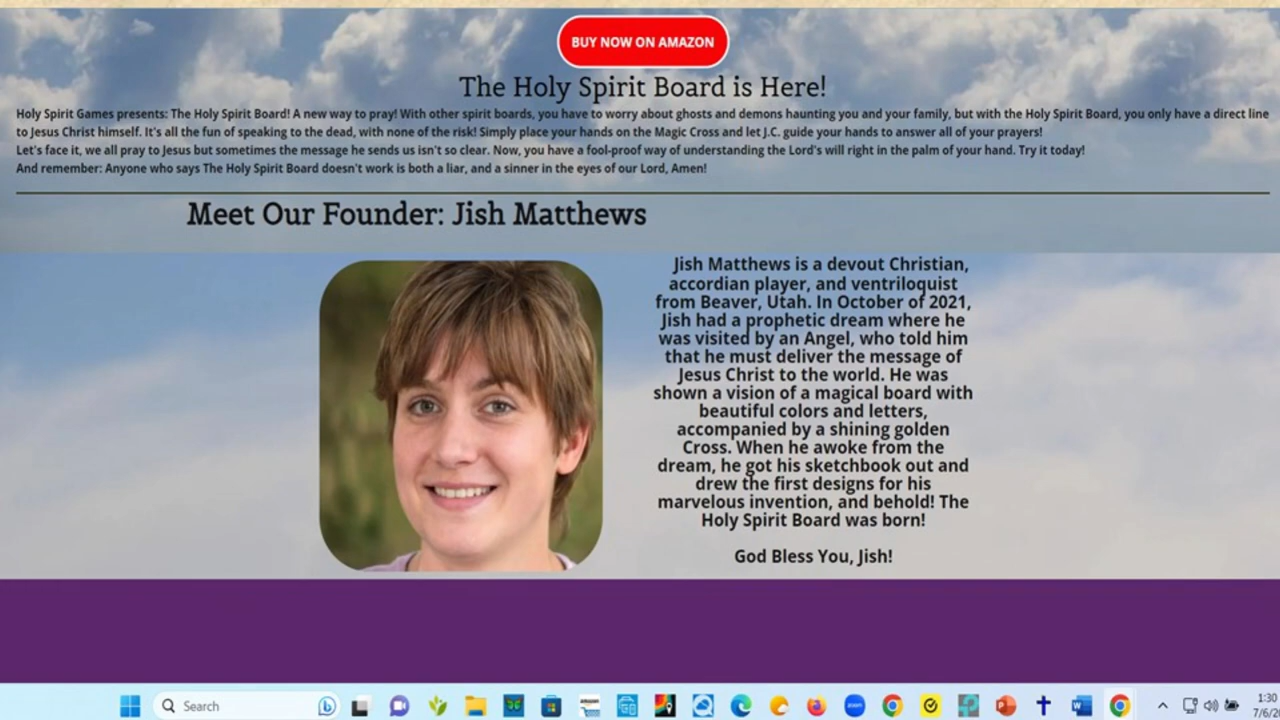 BUY NOW ON AMAZON
The Holy Spirit Board is Here!
Holy Spirit Games presents: The Holy Spirit Board! A new way to pray! With other spirit boards, you have to worry about ghosts and demons haunting you and your family, but with the Holy Spirit Board, you only have a direct line
to Jesus Christ himself. It's all the fun of speaking to the dead, with none of the risk! Simply place your hands on the Magic Cross and let J.C. guide your hands to answer all of your prayers!
Let's face it, we all pray to Jesus but sometimes the message he sends us isn't so clear. Now, you have a fool-proof way of understanding the Lord's will right in the palm of your hand. Try it today!
And remember: Anyone who says The Holy Spirit Board doesn't work is both a liar, and a sinner in the eyes of our Lord, Amen!
Meet Our Founder: Jish Matthews
Jish Matthews is a devout Christian,
accordian player, and ventriloquist
from Beaver, Utah. In October of 2021,
Jish had a prophetic dream where he
was visited by an Angel, who told him
that he must deliver the message of
Jesus Christ to the world. He was
shown a vision of a magical board with
beautiful colors and letters,
accompanied by a shining golden
Cross. When he awoke from the
dream, he got his sketchbook out and
drew the first designs for his
marvelous invention, and behold! The
Holy Spirit Board was born!
God Bless You, Jish!
Search
amazon
zoom
1:30
7/6/2